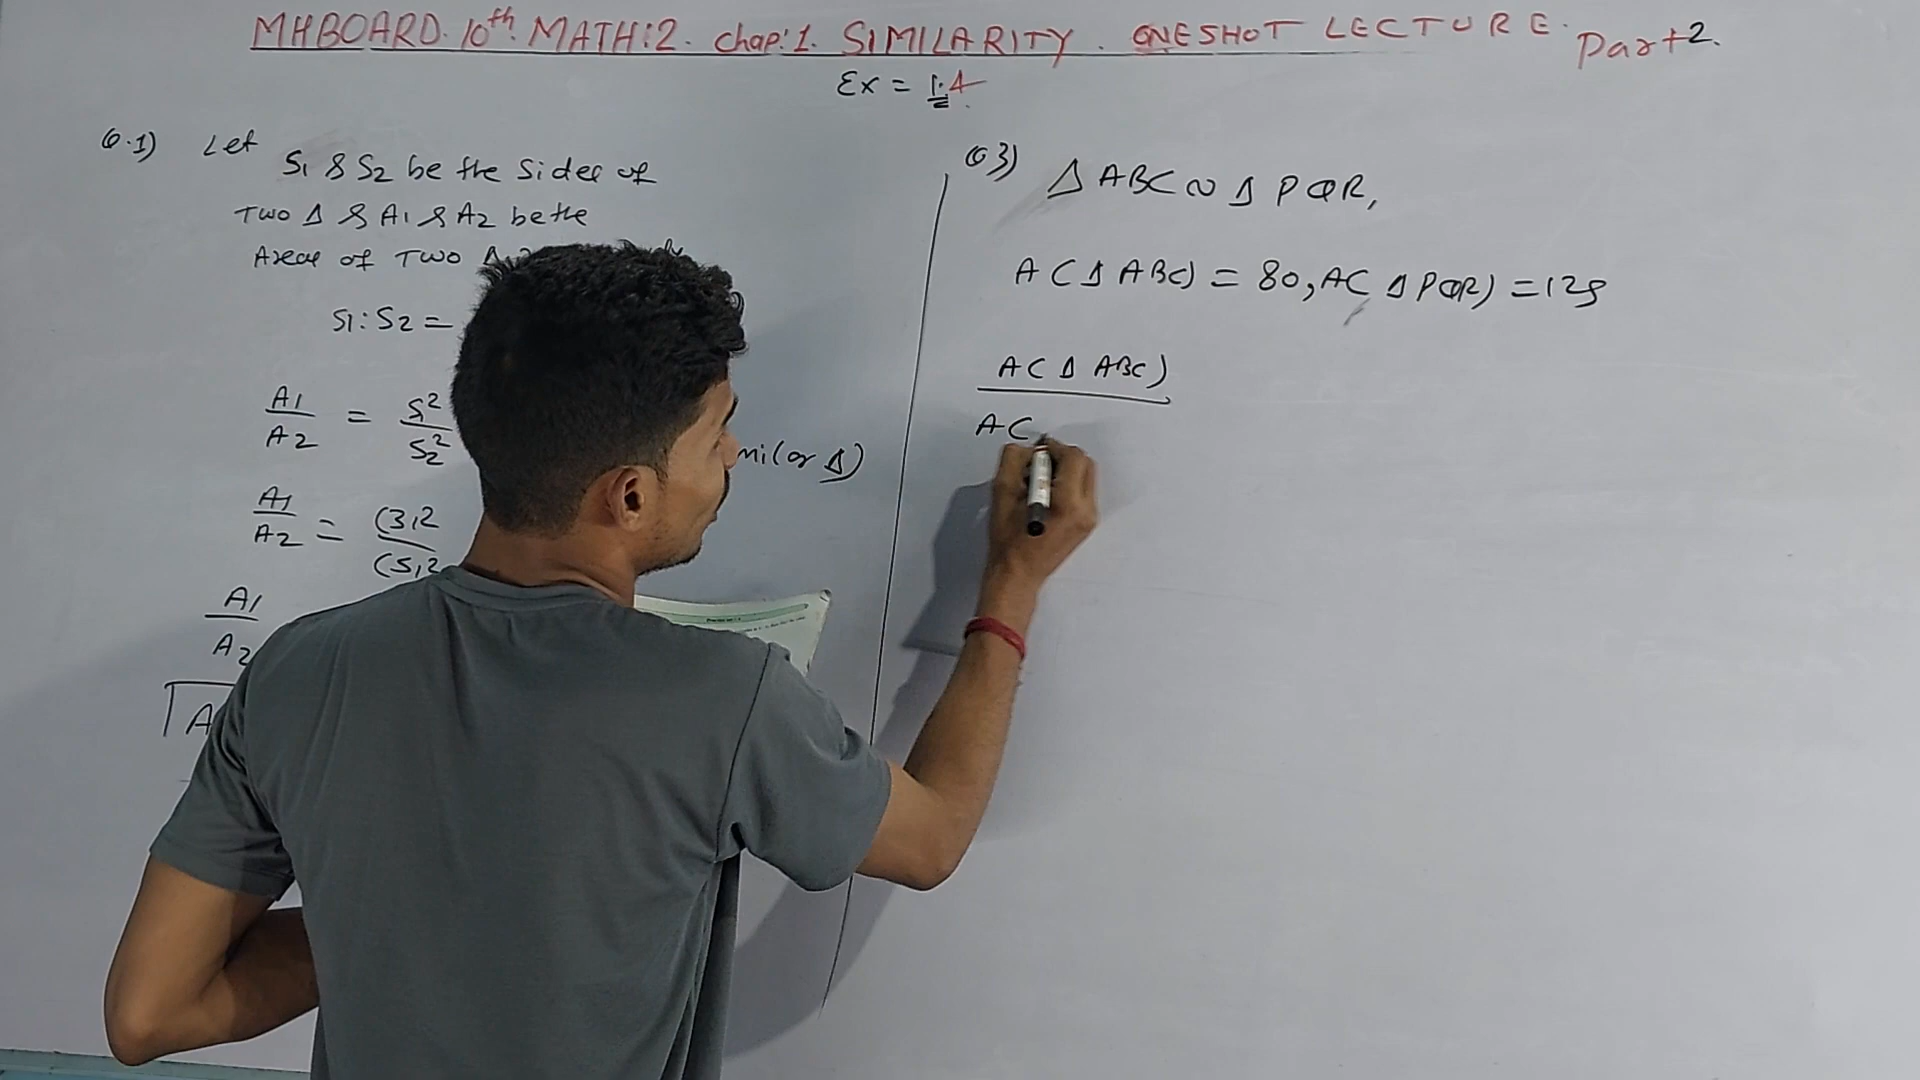 MHBOARD. 10th MATH:2. chap:1. SIMILARITY. ONESHOT LECTURE. Part 2.
Ex = 1.4.
Q.1) Let
S1 & S2 be the sides of
Two Δ & A1 & A2 be the
Areas of Two
S1 : S2 =
A1
A2
=
S1²
S2²
Δ)
A1
A2
=
(3)2
(5)2
A1
A2
A
Q3) Δ ABC ~ Δ PQR,
A(Δ ABC) = 80, A(Δ PQR) = 125
A(Δ ABC)
A(